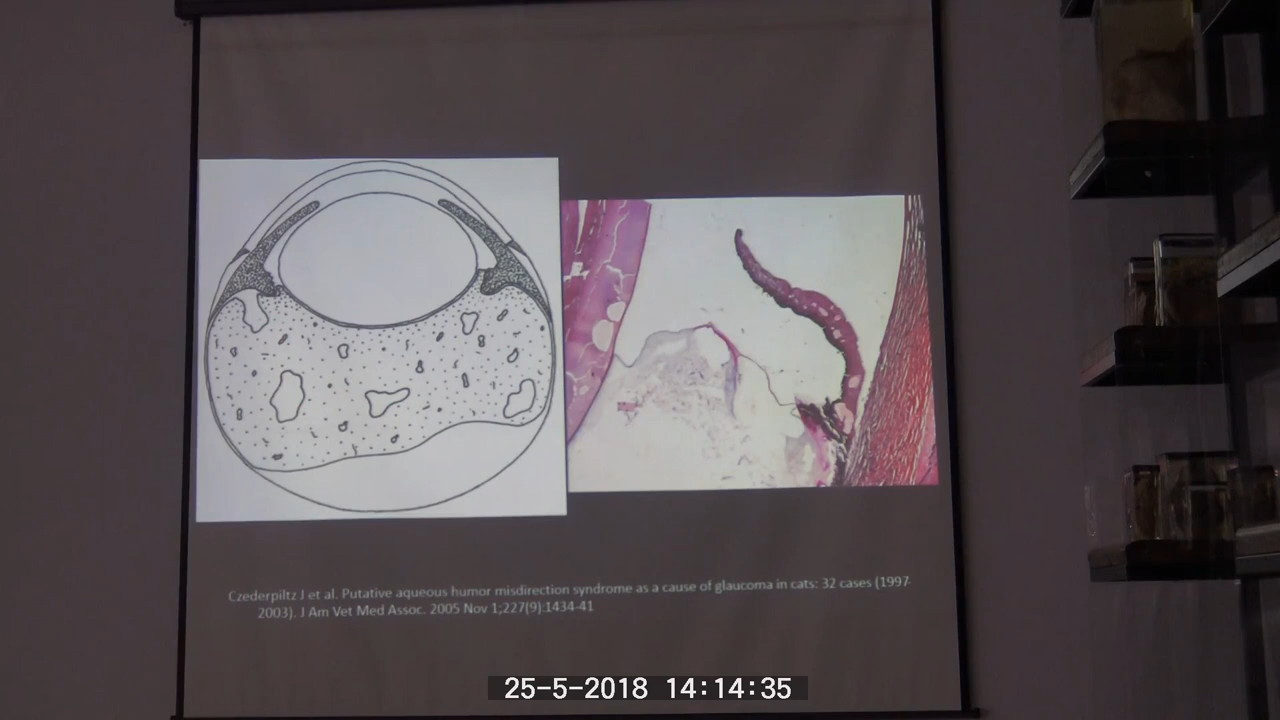 Czederpiltz J et al. Putative aqueous humor misdirection syndrome as a cause of glaucoma in cats: 32 cases (1997-
2003). J Am Vet Med Assoc. 2005 Nov 1;227(9):1434-41
25-5-2018 14:14:35